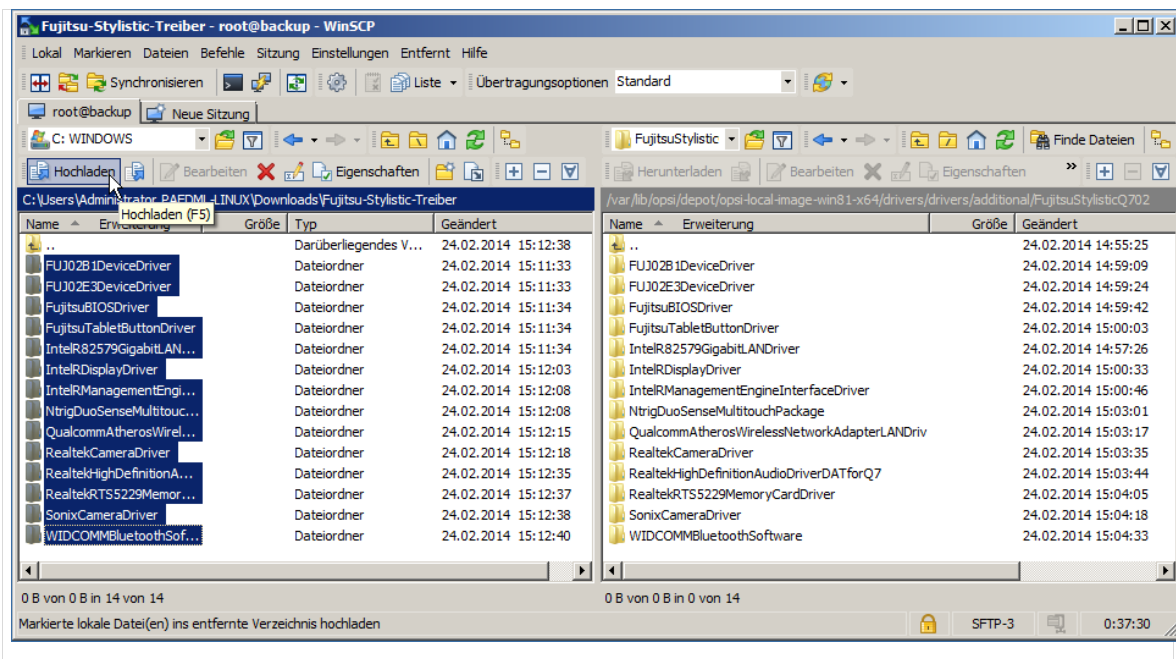 Fujitsu-Stylistic-Treiber - root@backup - WinSCP
Lokal Markieren Dateien Befehle Sitzung Einstellungen Entfernt Hilfe
Synchronisieren Liste Übertragungsoptionen Standard
root@backup Neue Sitzung
C: WINDOWS FujitsuStylistic Finde Dateien
Hochladen Bearbeiten Eigenschaften Herunterladen Bearbeiten Eigenschaften »
C:\Users\Administrator.PAEDML-LINUX\Downloads\Fujitsu-Stylistic-Treiber /var/lib/opsi/depot/opsi-local-image-win81-x64/drivers/drivers/additional/FujitsuStylisticQ702
Hochladen (F5)
Name Erweiterung Größe Typ Geändert Name Erweiterung Größe Geändert
.. Darüberliegendes V... 24.02.2014 15:12:38 .. 24.02.2014 14:55:25
FUJ02B1DeviceDriver Dateiordner 24.02.2014 15:11:33 FUJ02B1DeviceDriver 24.02.2014 14:59:09
FUJ02E3DeviceDriver Dateiordner 24.02.2014 15:11:33 FUJ02E3DeviceDriver 24.02.2014 14:59:24
FujitsuBIOSDriver Dateiordner 24.02.2014 15:11:34 FujitsuBIOSDriver 24.02.2014 14:59:42
FujitsuTabletButtonDriver Dateiordner 24.02.2014 15:11:34 FujitsuTabletButtonDriver 24.02.2014 15:00:03
IntelR82579GigabitLAN... Dateiordner 24.02.2014 15:11:34 IntelR82579GigabitLANDriver 24.02.2014 14:57:26
IntelRDisplayDriver Dateiordner 24.02.2014 15:12:03 IntelRDisplayDriver 24.02.2014 15:00:33
IntelRManagementEngi... Dateiordner 24.02.2014 15:12:08 IntelRManagementEngineInterfaceDriver 24.02.2014 15:00:46
NtrigDuoSenseMultitouc... Dateiordner 24.02.2014 15:12:08 NtrigDuoSenseMultitouchPackage 24.02.2014 15:03:01
QualcommAtherosWirel... Dateiordner 24.02.2014 15:12:15 QualcommAtherosWirelessNetworkAdapterLANDriv 24.02.2014 15:03:17
RealtekCameraDriver Dateiordner 24.02.2014 15:12:18 RealtekCameraDriver 24.02.2014 15:03:35
RealtekHighDefinitionA... Dateiordner 24.02.2014 15:12:35 RealtekHighDefinitionAudioDriverDATforQ7 24.02.2014 15:03:44
RealtekRTS5229Memor... Dateiordner 24.02.2014 15:12:37 RealtekRTS5229MemoryCardDriver 24.02.2014 15:04:05
SonixCameraDriver Dateiordner 24.02.2014 15:12:38 SonixCameraDriver 24.02.2014 15:04:18
WIDCOMMBluetoothSof... Dateiordner 24.02.2014 15:12:40 WIDCOMMBluetoothSoftware 24.02.2014 15:04:33
0 B von 0 B in 14 von 14 0 B von 0 B in 0 von 14
Markierte lokale Datei(en) ins entfernte Verzeichnis hochladen SFTP-3 0:37:30